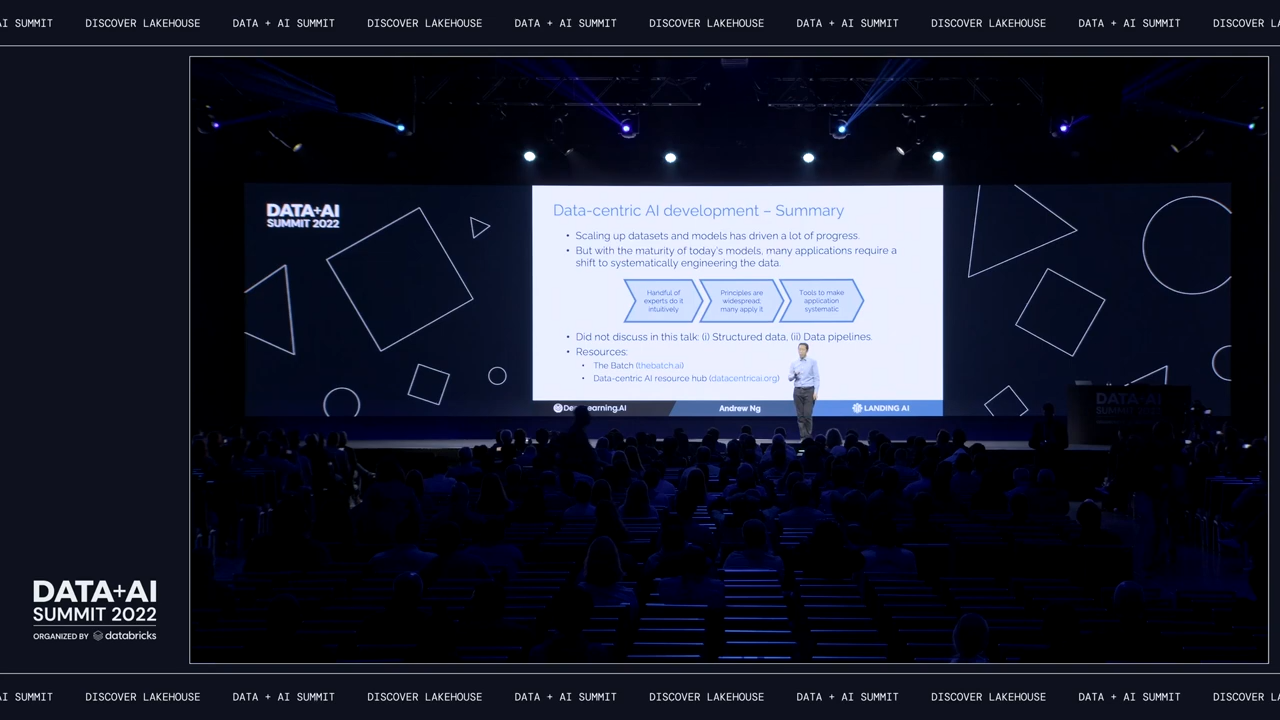 AI SUMMIT DISCOVER LAKEHOUSE DATA + AI SUMMIT DISCOVER LAKEHOUSE DATA + AI SUMMIT DISCOVER LAKEHOUSE DATA + AI SUMMIT DISCOVER LAKEHOUSE DATA + AI SUMMIT DISCOVER
DATA+AI
SUMMIT 2022
Data-centric AI development – Summary
• Scaling up datasets and models has driven a lot of progress.
• But with the maturity of today's models, many applications require a
shift to systematically engineering the data.
Handful of
experts do it
intuitively
Principles are
widespread;
many apply it
Tools to make
application
systematic
• Did not discuss in this talk: (i) Structured data, (ii) Data pipelines.
• Resources:
• The Batch (thebatch.ai)
• Data-centric AI resource hub (datacentricai.org)
DeepLearning.AI Andrew Ng LANDING AI
DATA+AI
SUMMIT
DATA+AI
SUMMIT 2022
ORGANIZED BY databricks
AI SUMMIT DISCOVER LAKEHOUSE DATA + AI SUMMIT DISCOVER LAKEHOUSE DATA + AI SUMMIT DISCOVER LAKEHOUSE DATA + AI SUMMIT DISCOVER LAKEHOUSE DATA + AI SUMMIT DISCOVER